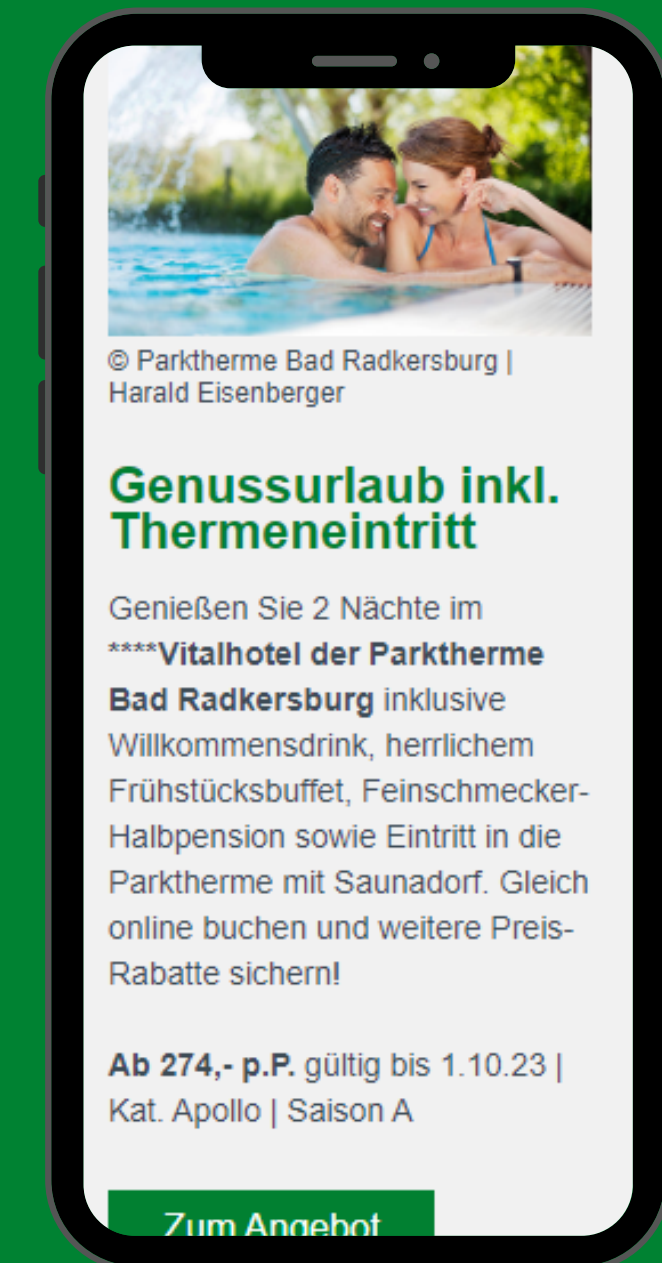 © Parktherme Bad Radkersburg |
Harald Eisenberger
Genussurlaub inkl.
Thermeneintritt
Genießen Sie 2 Nächte im
****Vitalhotel der Parktherme
Bad Radkersburg inklusive
Willkommensdrink, herrlichem
Frühstücksbuffet, Feinschmecker-
Halbpension sowie Eintritt in die
Parktherme mit Saunadorf. Gleich
online buchen und weitere Preis-
Rabatte sichern!
Ab 274,- p.P. gültig bis 1.10.23 |
Kat. Apollo | Saison A
Zum Angebot